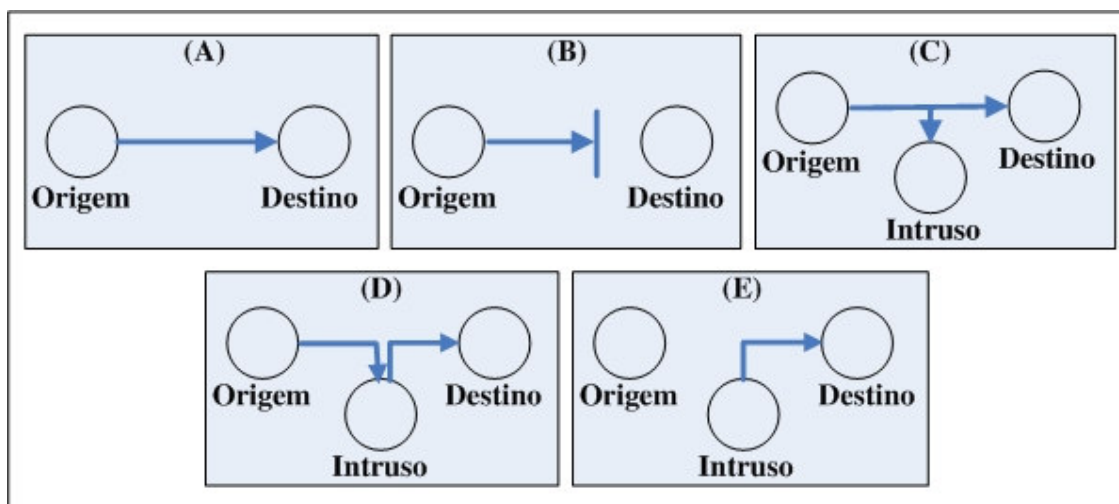 (A)
Origem
Destino
(B)
Origem
Destino
(C)
Origem
Destino
Intruso
(D)
Origem
Destino
Intruso
(E)
Origem
Destino
Intruso